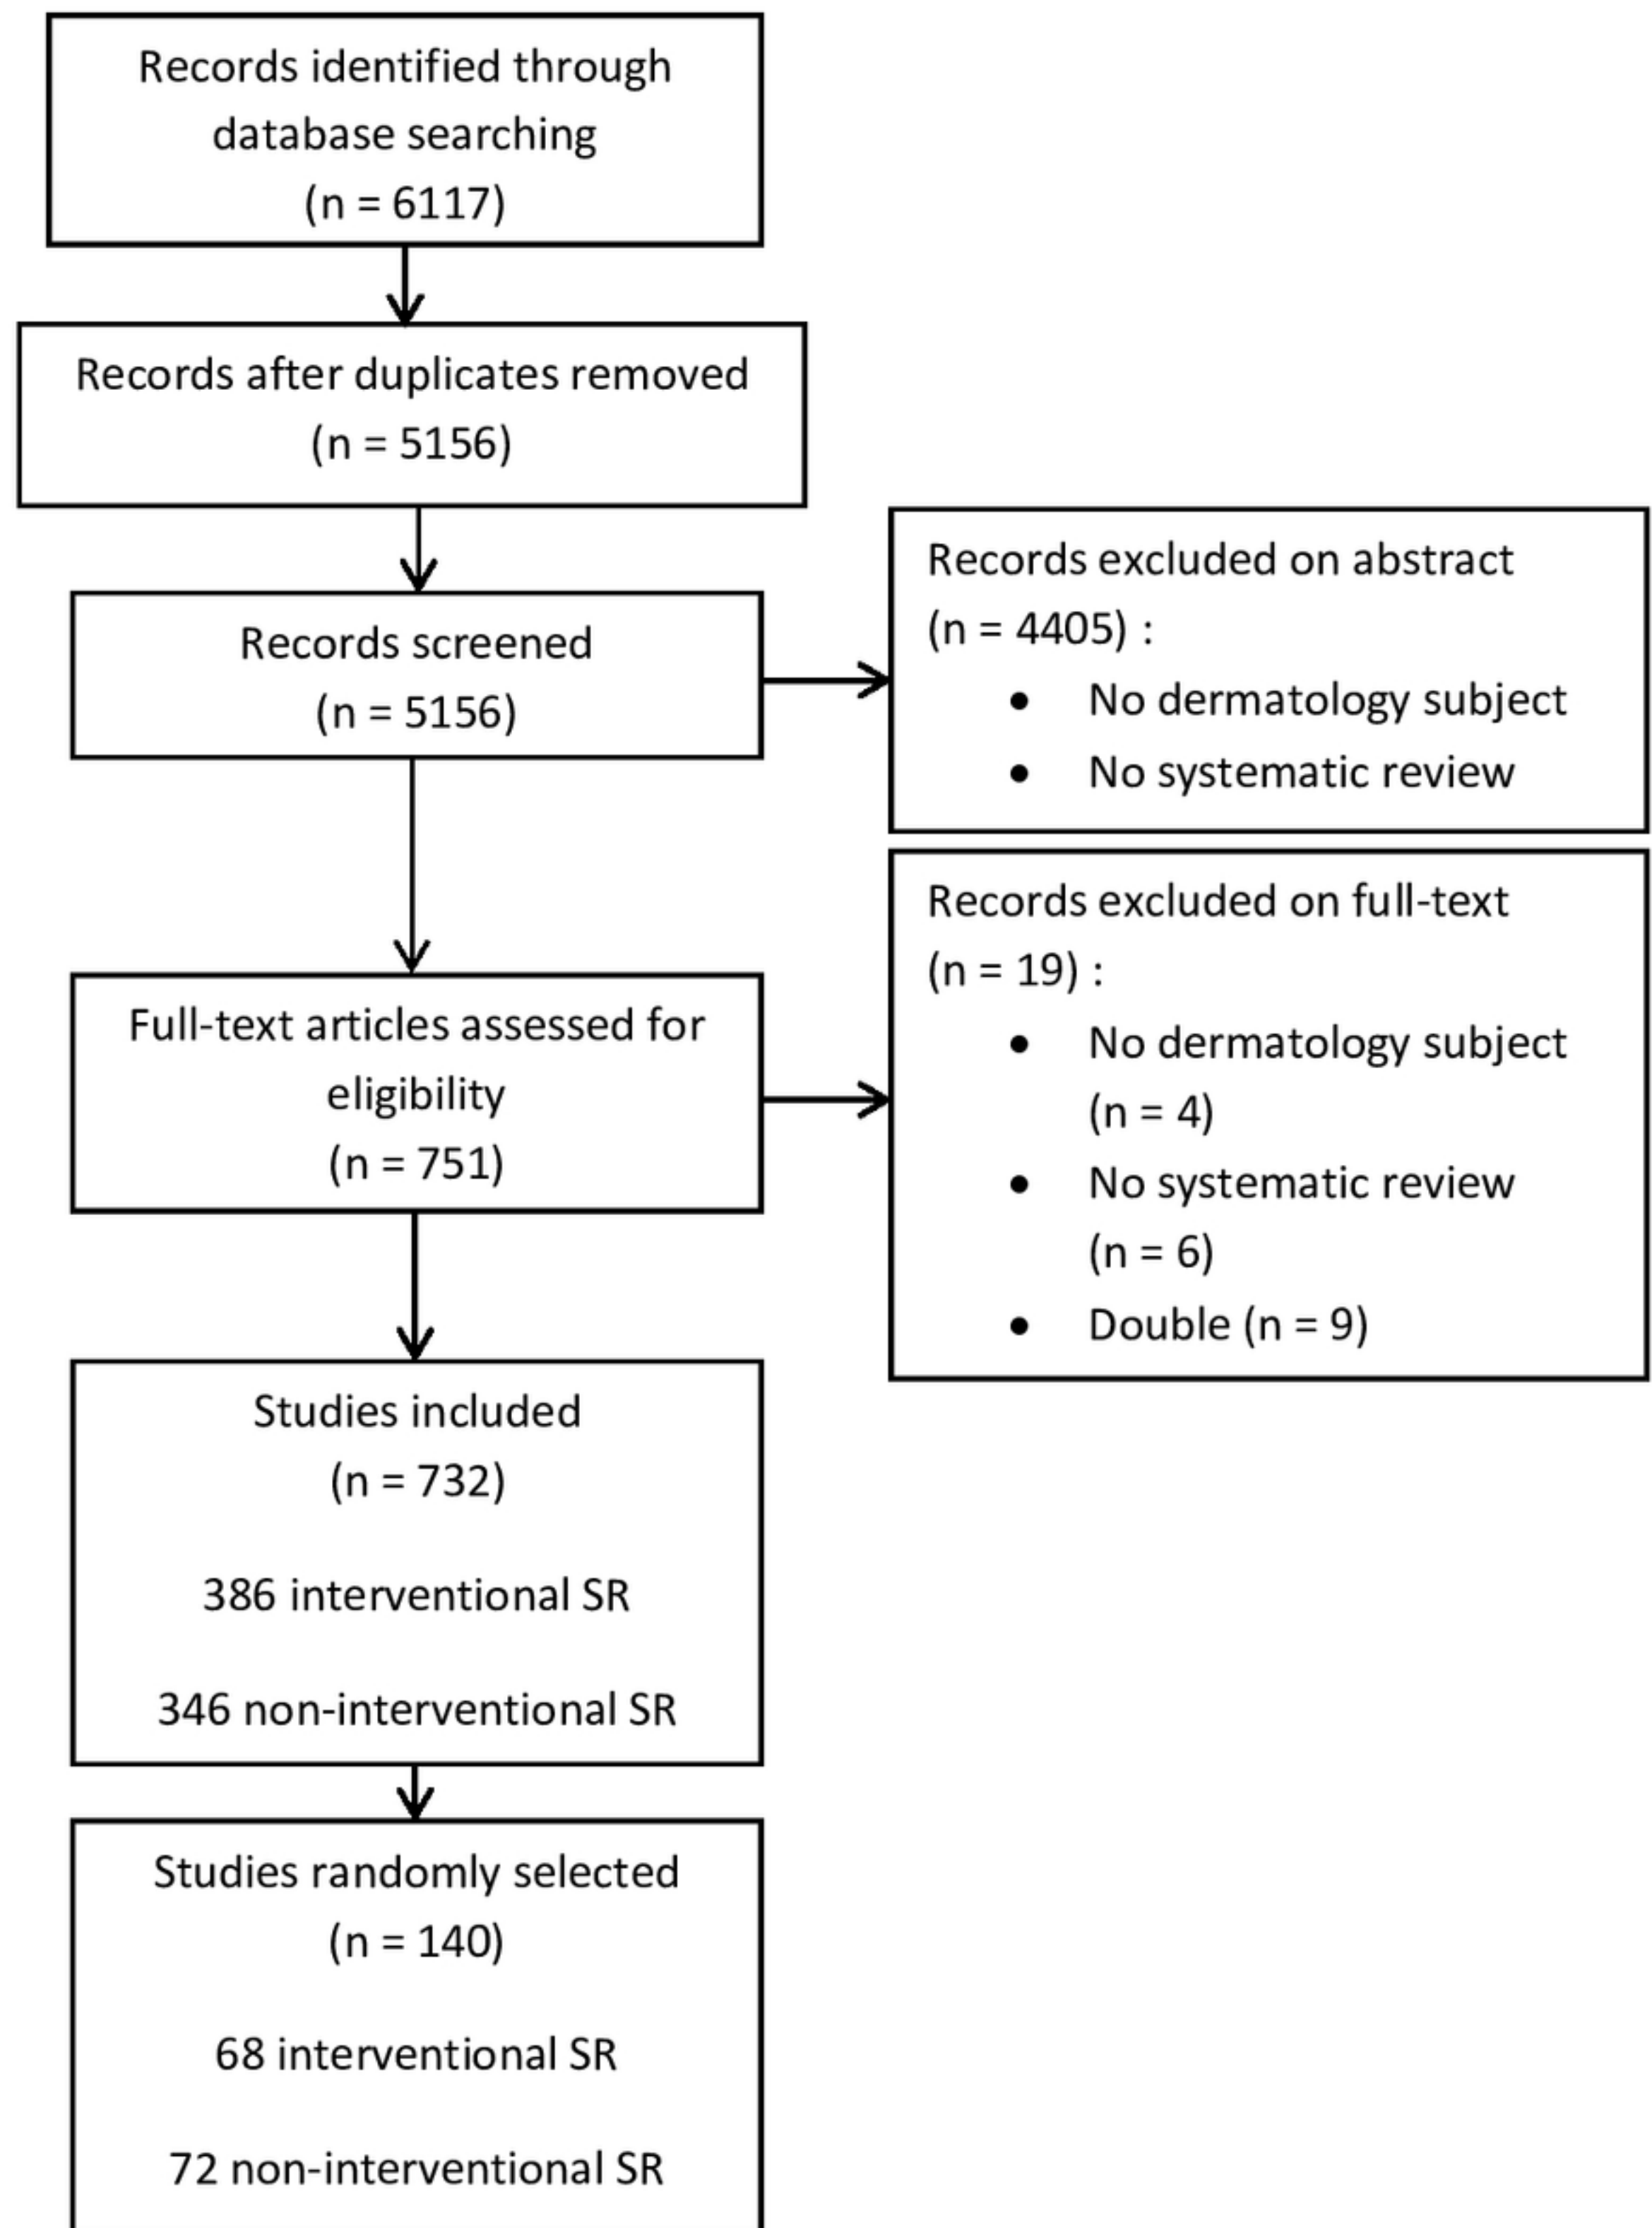 Records identified through
database searching
(n = 6117)
Records after duplicates removed
(n = 5156)
Records screened
(n = 5156)
Records excluded on abstract
(n = 4405) :
• No dermatology subject
• No systematic review
Full-text articles assessed for
eligibility
(n = 751)
Records excluded on full-text
(n = 19) :
• No dermatology subject
(n = 4)
• No systematic review
(n = 6)
• Double (n = 9)
Studies included
(n = 732)
386 interventional SR
346 non-interventional SR
Studies randomly selected
(n = 140)
68 interventional SR
72 non-interventional SR